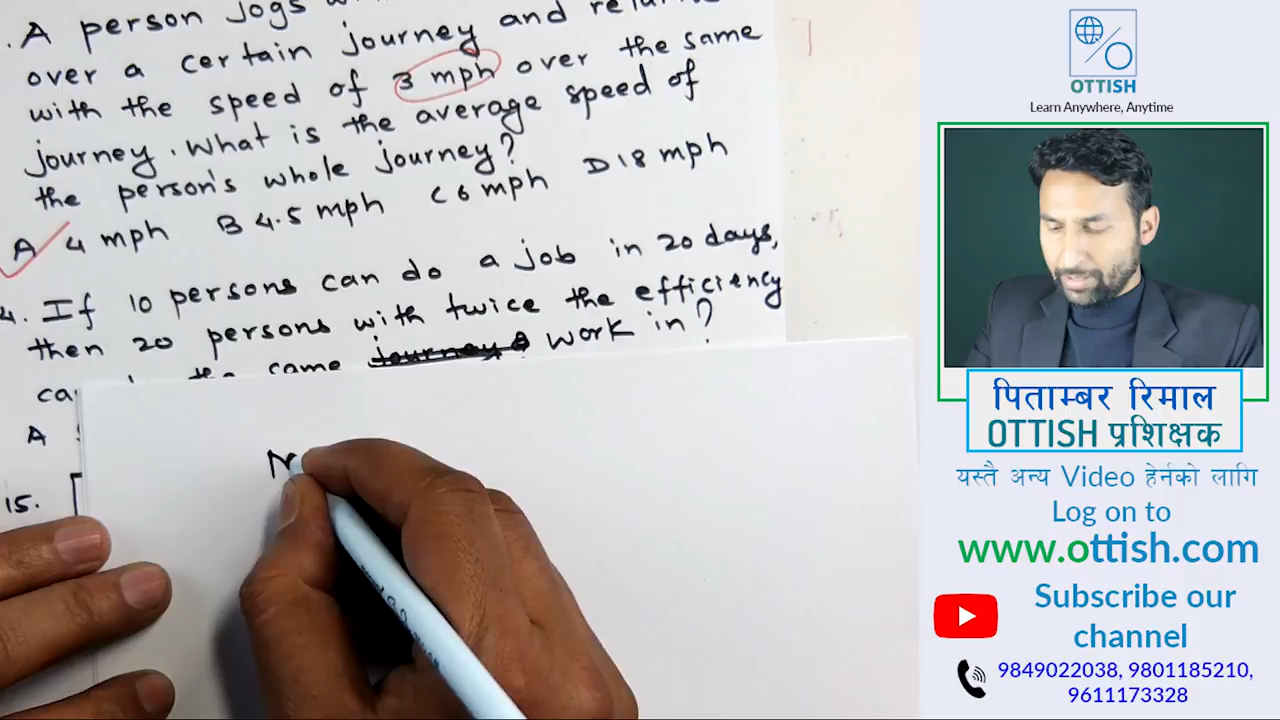 . A person jogs
over a certain journey and
with the speed of 3 mph over the same
journey. What is the average speed of
the person's whole journey?
A 4 mph B 4.5 mph C 6 mph D 18 mph
4. If 10 persons can do a job in 20 days,
then 20 persons with twice the efficiency
the same work in?
A
15.
OTTISH
Learn Anywhere, Anytime
पिताम्बर रिमाल
OTTISH प्रशिक्षक
यस्तै अन्य Video हेर्नको लागि
Log on to
www.ottish.com
Subscribe our
channel
9849022038, 9801185210,
9611173328